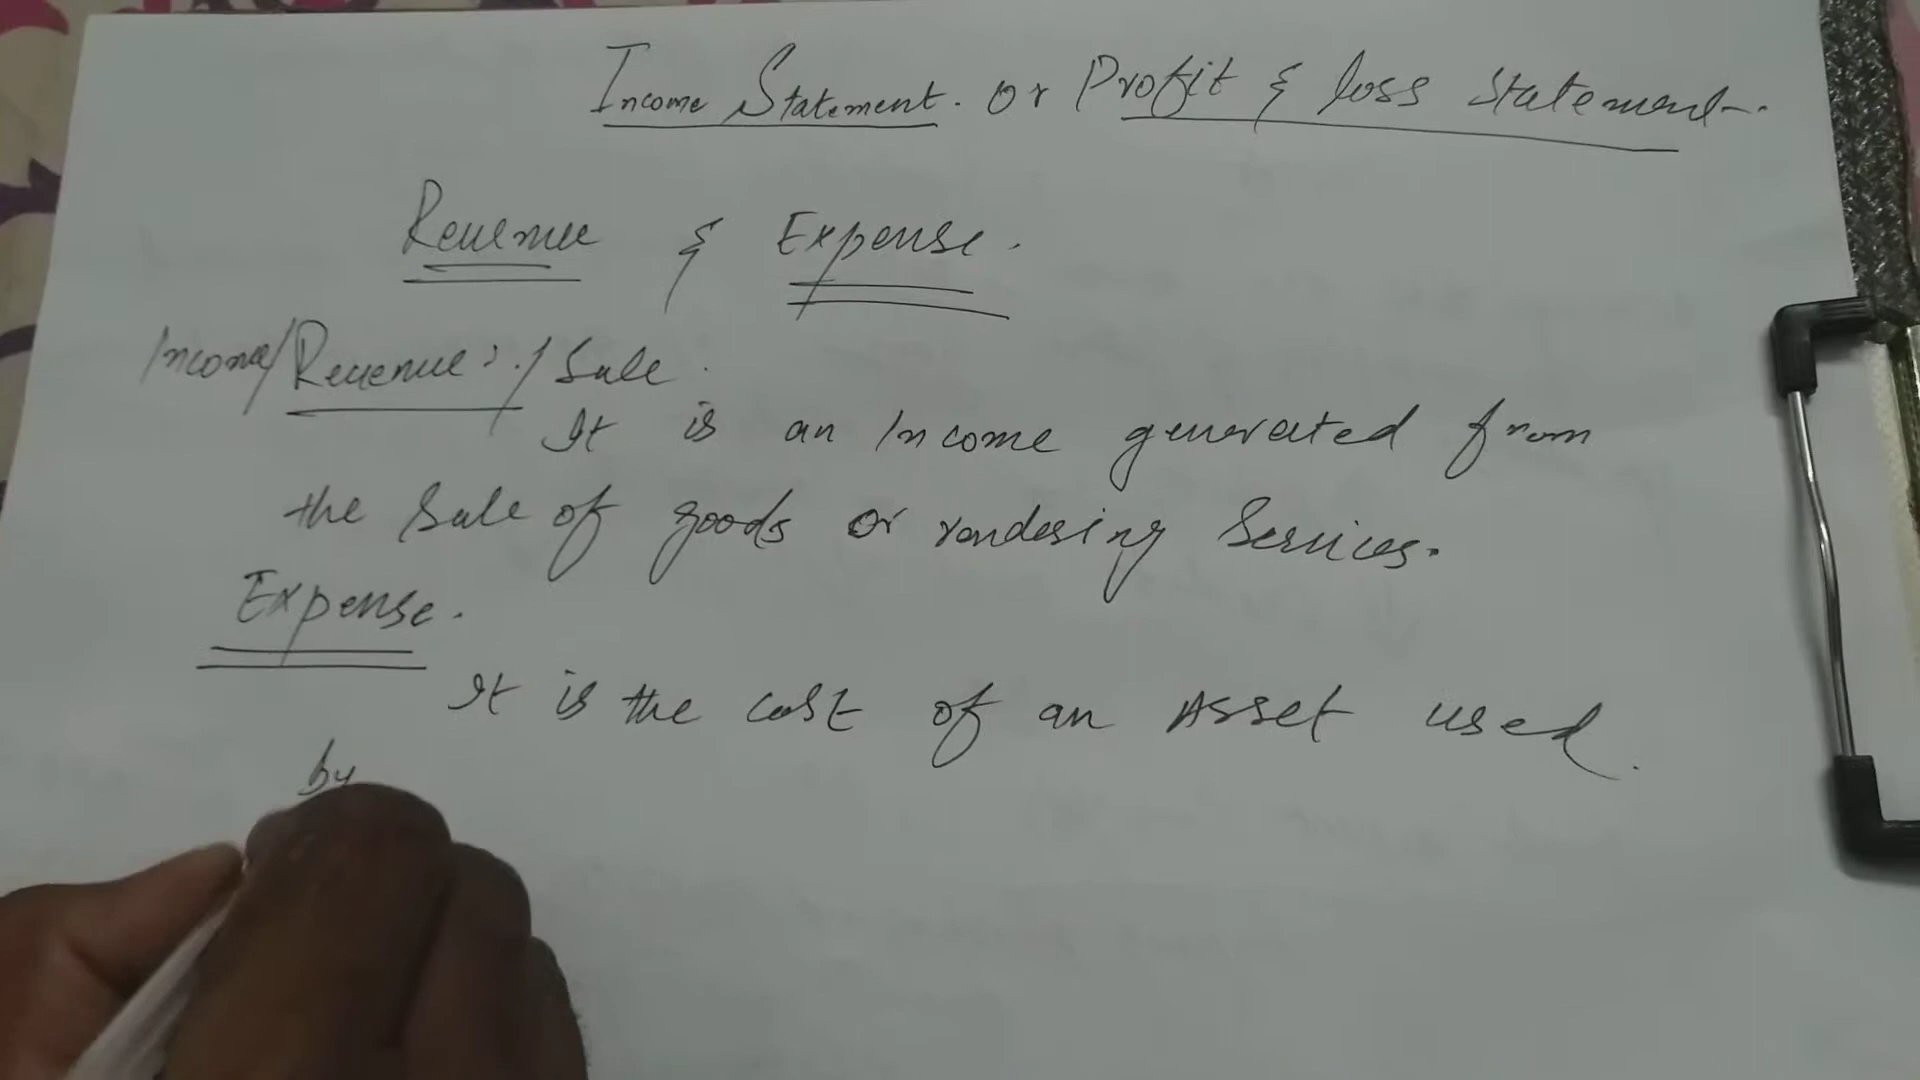 Income Statement. or Profit & loss Statement.
Revenue & Expense.
Income/Revenue: / Sale.
It is an Income generated from
the Sale of goods or rendering Services.
Expense.
It is the cost of an Asset used.
by